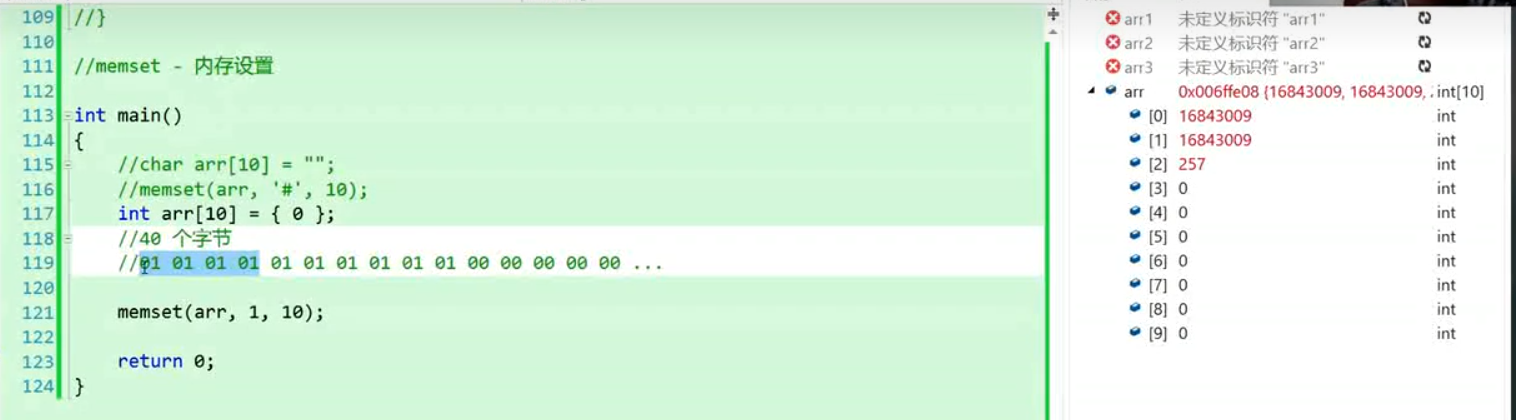 109 //}
110
111 //memset - 内存设置
112
113 int main()
114 {
115 //char arr[10] = "";
116 //memset(arr, '#', 10);
117 int arr[10] = { 0 };
118 //40 个字节
119 //01 01 01 01 01 01 01 01 01 01 00 00 00 00 00 ...
120
121 memset(arr, 1, 10);
122
123 return 0;
124 }
arr1 未定义标识符 "arr1"
arr2 未定义标识符 "arr2"
arr3 未定义标识符 "arr3"
arr 0x006ffe08 {16843009, 16843009, int[10]
[0] 16843009 int
[1] 16843009 int
[2] 257 int
[3] 0 int
[4] 0 int
[5] 0 int
[6] 0 int
[7] 0 int
[8] 0 int
[9] 0 int